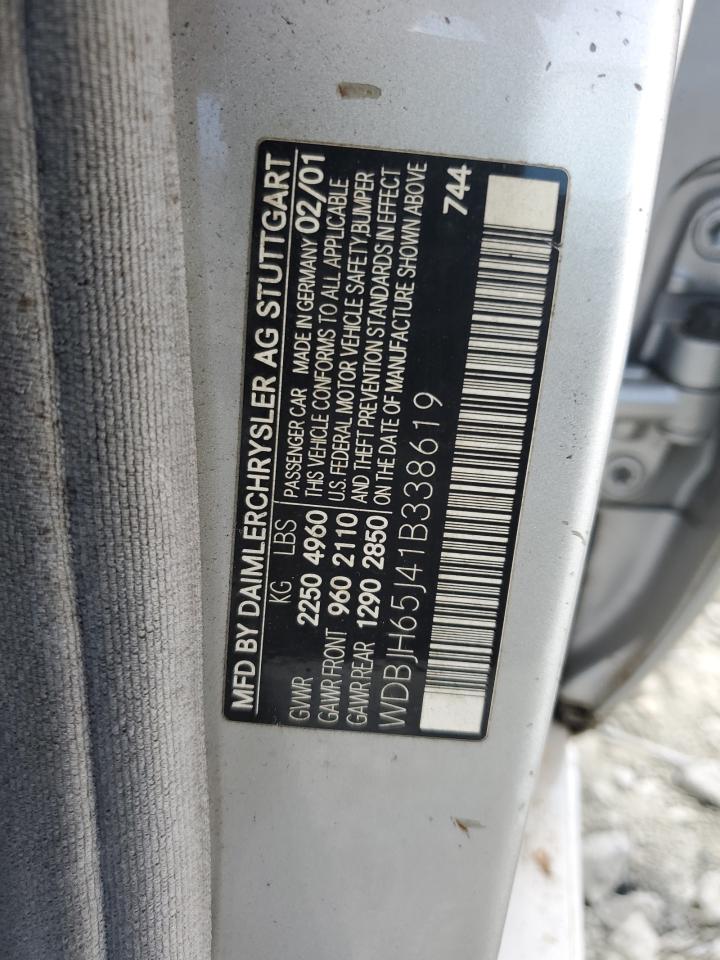 MFD BY DAIMLERCHRYSLER AG STUTTGART
KG LBS PASSENGER CAR MADE IN GERMANY 02/01
GVWR 2250 4960 THIS VEHICLE CONFORMS TO ALL APPLICABLE
GAWR FRONT 960 2110 U.S. FEDERAL MOTOR VEHICLE SAFETY,BUMPER
GAWR REAR 1290 2850 AND THEFT PREVENTION STANDARDS IN EFFECT
ON THE DATE OF MANUFACTURE SHOWN ABOVE
WDBJH65J41B338619 744